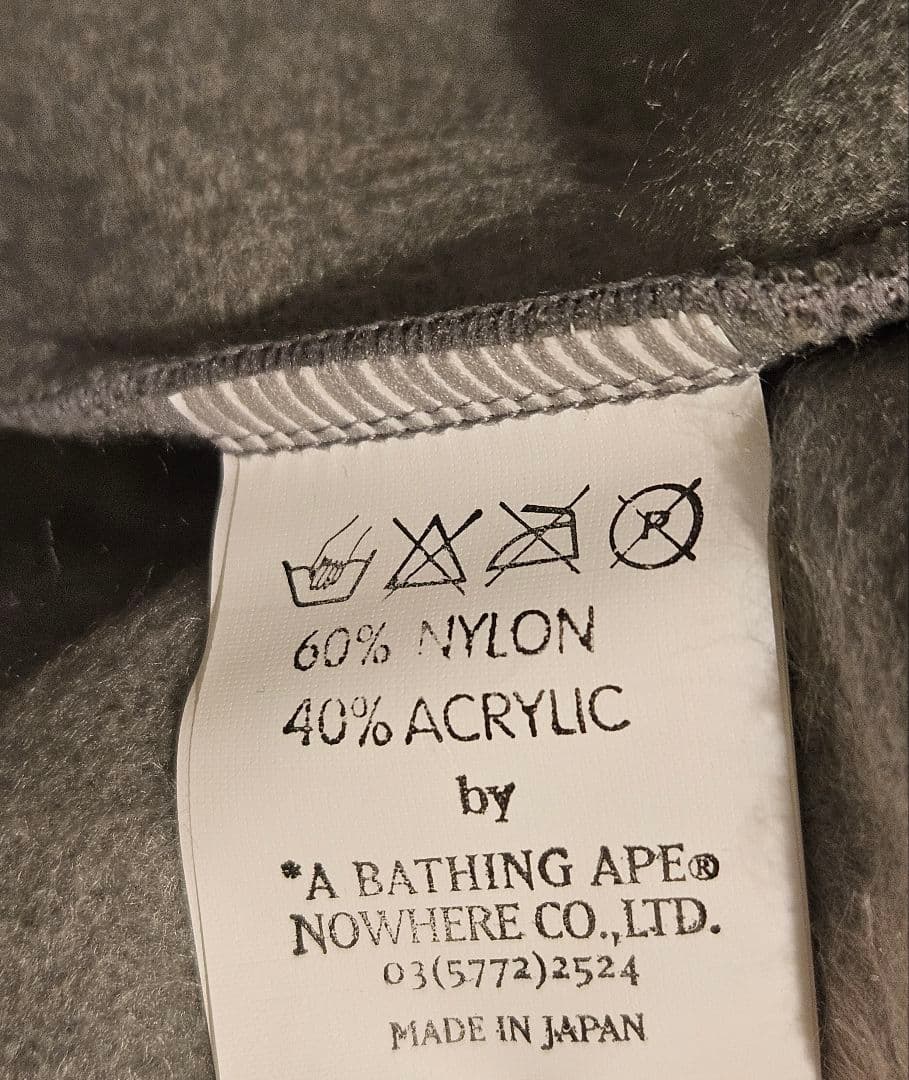 P
60% NYLON
40% ACRYLIC
by
*A BATHING APE®
NOWHERE CO.,LTD.
03(5772)2524
MADE IN JAPAN